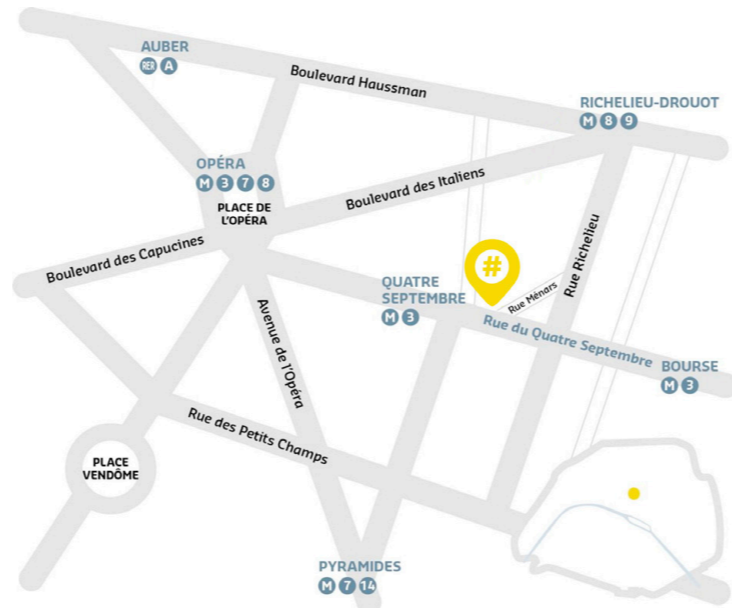 AUBER
RER A
Boulevard Haussman
RICHELIEU-DROUOT
M 8 9
OPÉRA
M 3 7 8
PLACE DE
L'OPÉRA
Boulevard des Italiens
Boulevard des Capucines
Rue Richelieu
#
QUATRE
SEPTEMBRE
M 3
Rue Ménars
Rue du Quatre Septembre
BOURSE
M 3
Avenue de l'Opéra
Rue des Petits Champs
PLACE
VENDÔME
PYRAMIDES
M 7 14